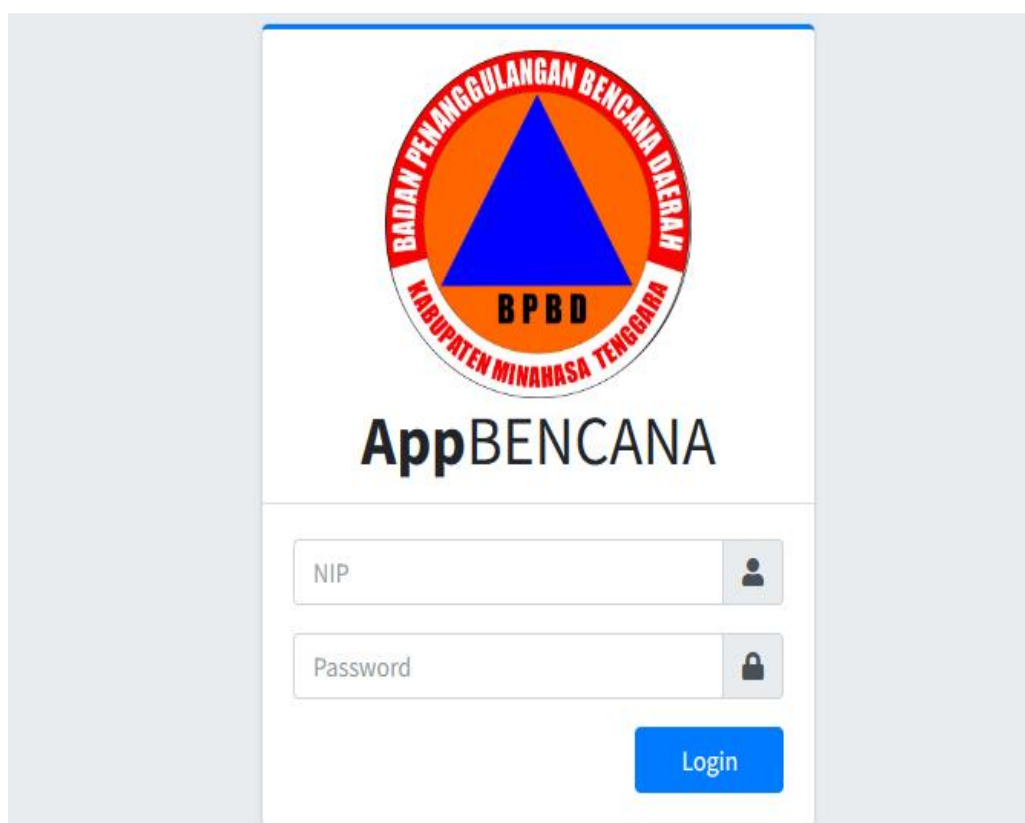 BADAN PENANGGULANGAN BENCANA DAERAH
BPBD
KABUPATEN MINAHASA TENGGARA
AppBENCANA
NIP
Password
Login